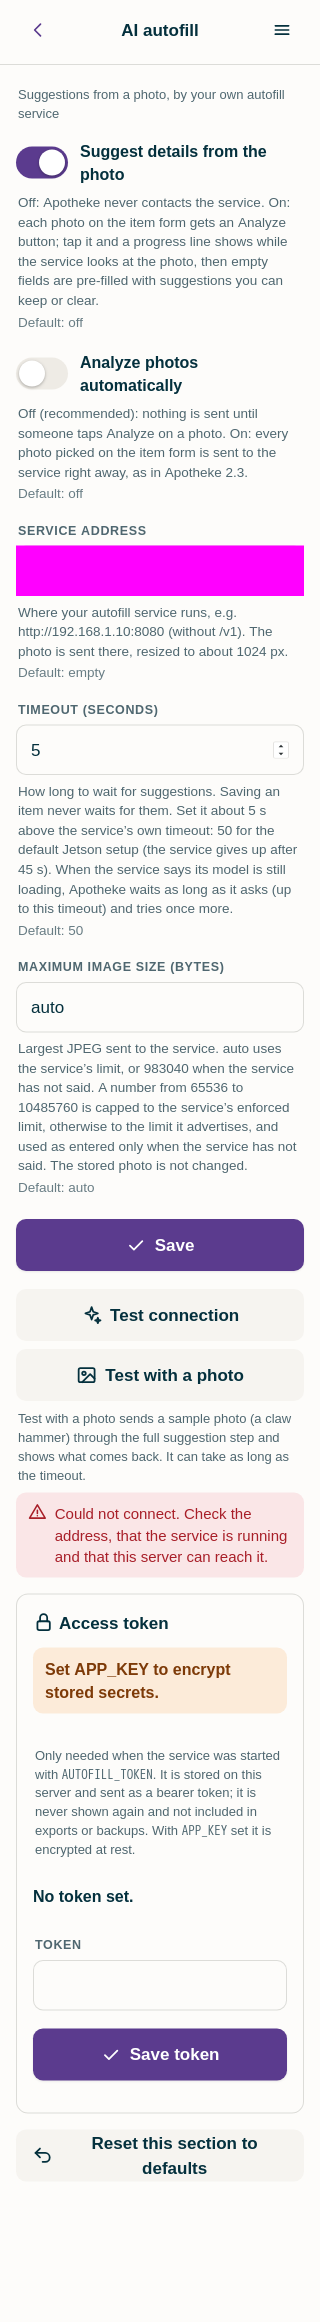 AI autofill
Suggestions from a photo, by your own autofill
service
Suggest details from the
photo
Off: Apotheke never contacts the service. On:
each photo on the item form gets an Analyze
button; tap it and a progress line shows while
the service looks at the photo, then empty
fields are pre-filled with suggestions you can
keep or clear.
Default: off
Analyze photos
automatically
Off (recommended): nothing is sent until
someone taps Analyze on a photo. On: every
photo picked on the item form is sent to the
service right away, as in Apotheke 2.3.
Default: off
SERVICE ADDRESS
Where your autofill service runs, e.g.
http://192.168.1.10:8080 (without /v1). The
photo is sent there, resized to about 1024 px.
Default: empty
TIMEOUT (SECONDS)
5
How long to wait for suggestions. Saving an
item never waits for them. Set it about 5 s
above the service’s own timeout: 50 for the
default Jetson setup (the service gives up after
45 s). When the service says its model is still
loading, Apotheke waits as long as it asks (up
to this timeout) and tries once more.
Default: 50
MAXIMUM IMAGE SIZE (BYTES)
auto
Largest JPEG sent to the service. auto uses
the service’s limit, or 983040 when the service
has not said. A number from 65536 to
10485760 is capped to the service’s enforced
limit, otherwise to the limit it advertises, and
used as entered only when the service has not
said. The stored photo is not changed.
Default: auto
Save
Test connection
Test with a photo
Test with a photo sends a sample photo (a claw
hammer) through the full suggestion step and
shows what comes back. It can take as long as
the timeout.
Could not connect. Check the
address, that the service is running
and that this server can reach it.
Access token
Set APP_KEY to encrypt
stored secrets.
Only needed when the service was started
with AUTOFILL_TOKEN. It is stored on this
server and sent as a bearer token; it is
never shown again and not included in
exports or backups. With APP_KEY set it is
encrypted at rest.
No token set.
TOKEN
Save token
Reset this section to
defaults